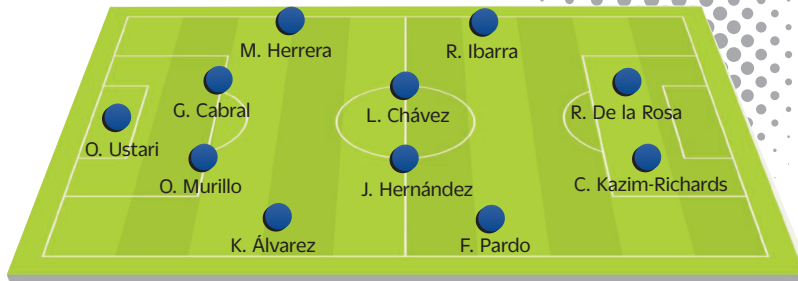 M. Herrera
R. Ibarra
G. Cabral
L. Chávez
R. De la Rosa
O. Ustari
O. Murillo
J. Hernández
C. Kazim-Richards
K. Álvarez
F. Pardo